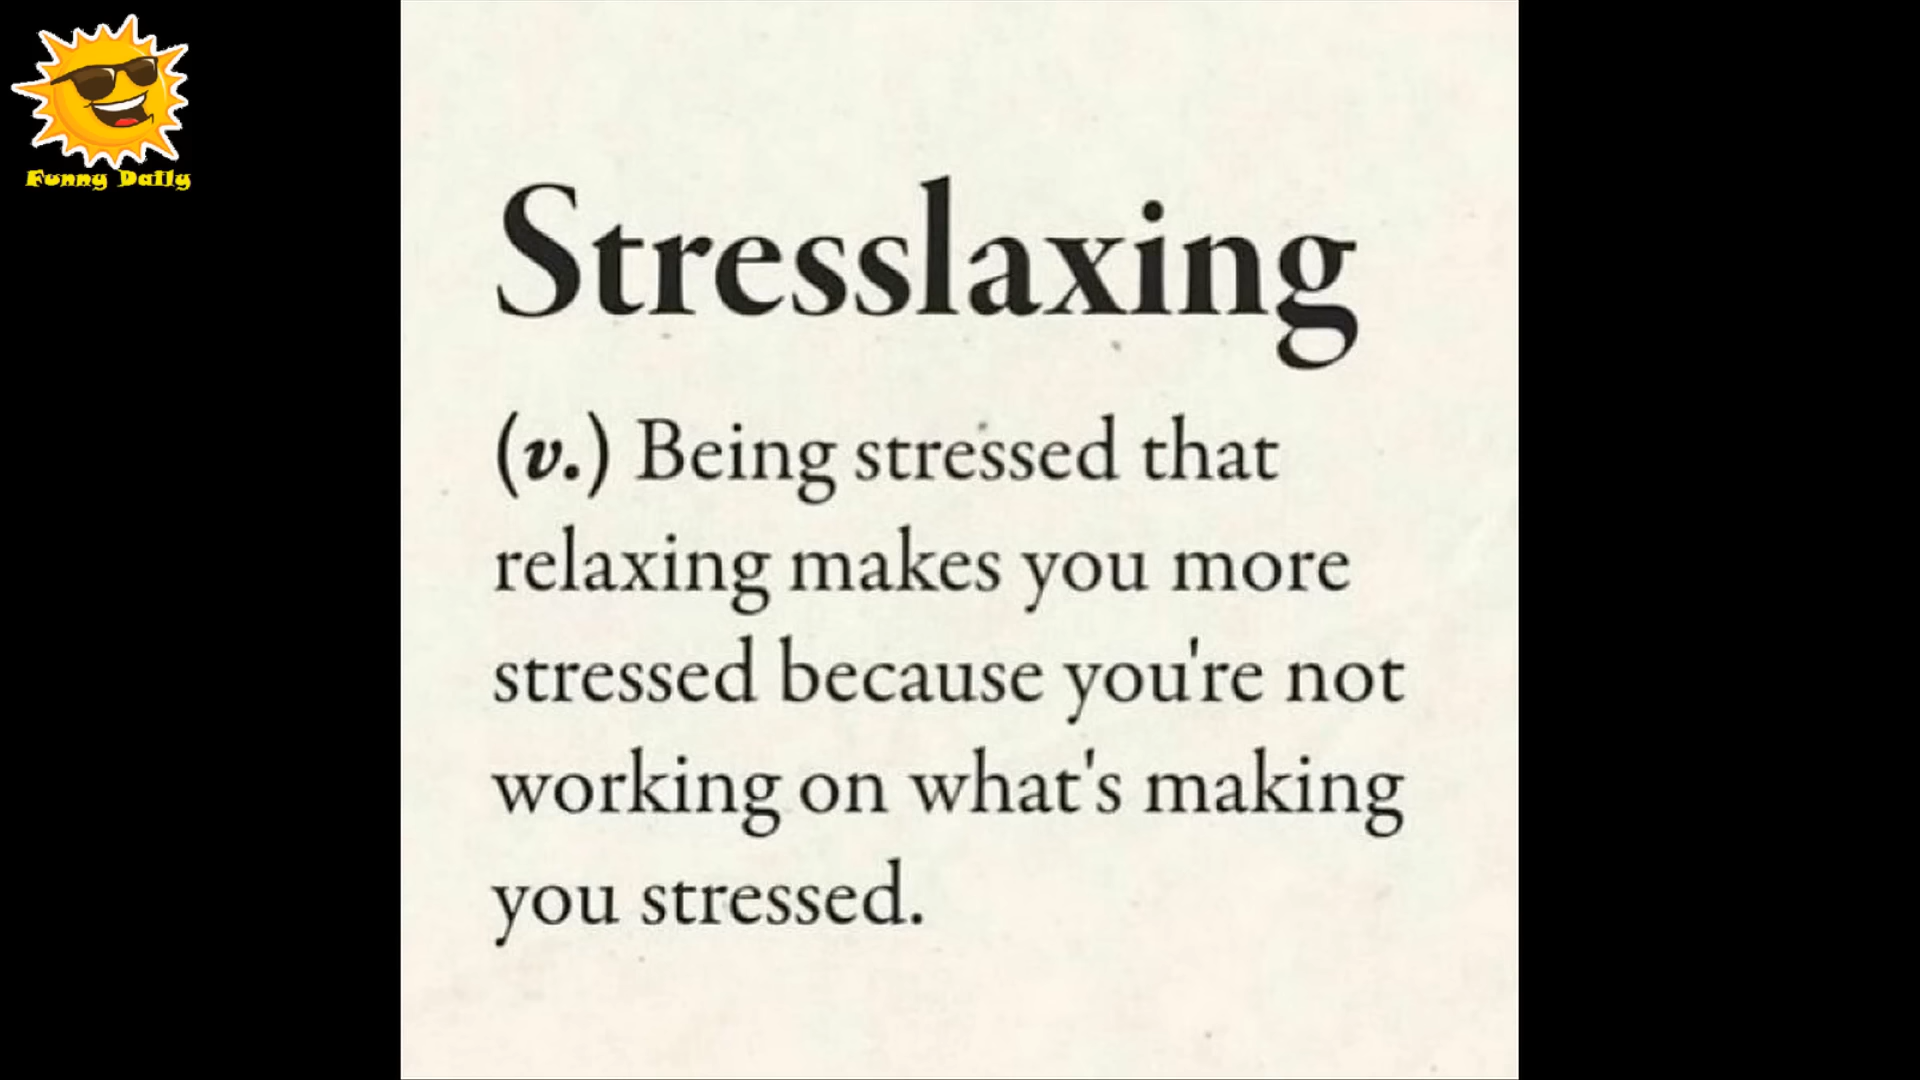 Funny Daily
Stresslaxing
(v.) Being stressed that
relaxing makes you more
stressed because you're not
working on what's making
you stressed.